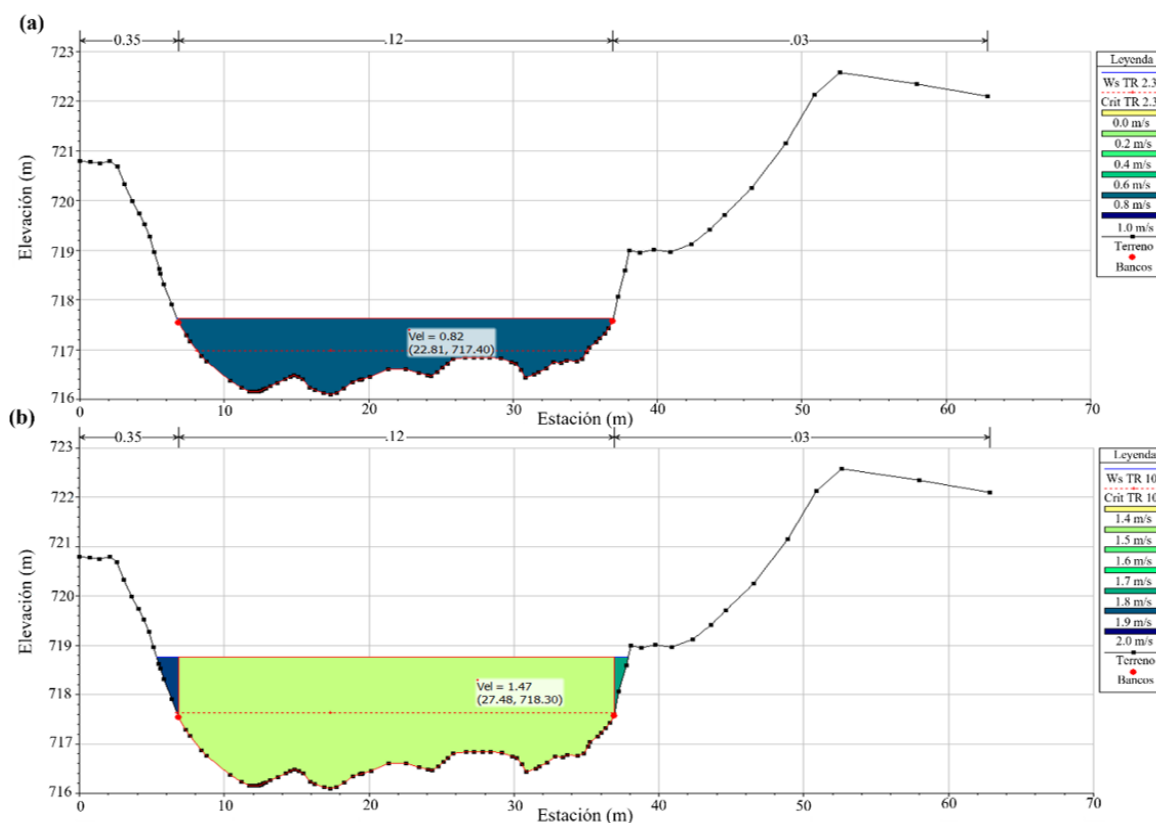 (a)
0.35 .12 .03
723
722
721
720
719
718
717
716
Elevación (m)
Vel = 0.82
(22.81, 717.40)
0 10 20 30 40 50 60 70
Estación (m)
Leyenda
Ws TR 2.3
Crit TR 2.3
0.0 m/s
0.2 m/s
0.4 m/s
0.6 m/s
0.8 m/s
1.0 m/s
Terreno
Bancos
(b)
0.35 .12 .03
723
722
721
720
719
718
717
716
Elevación (m)
Vel = 1.47
(27.48, 718.30)
0 10 20 30 40 50 60 70
Estación (m)
Leyenda
Ws TR 10
Crit TR 10
1.4 m/s
1.5 m/s
1.6 m/s
1.7 m/s
1.8 m/s
1.9 m/s
2.0 m/s
Terreno
Bancos